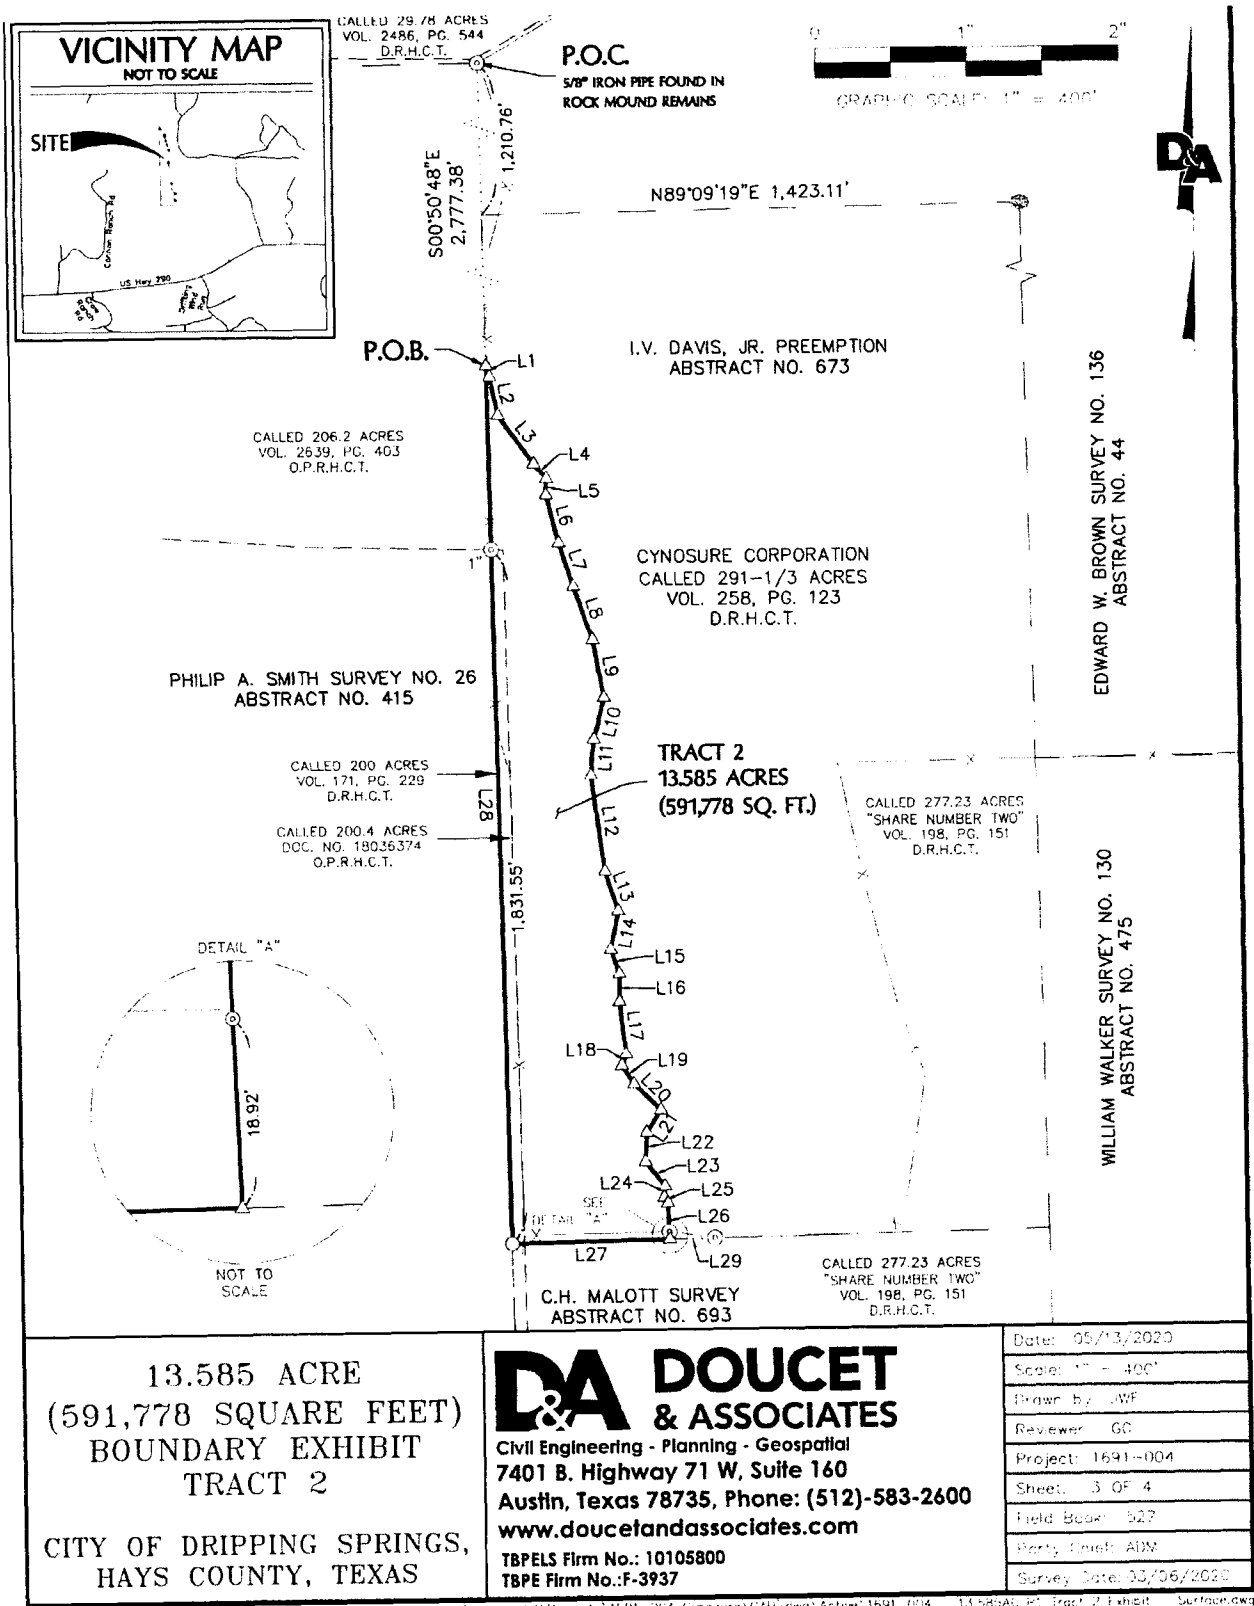 VICINITY MAP
NOT TO SCALE
SITE
Cannon Ranch Rd
US Hwy 290
CALLED 29.78 ACRES
VOL. 2486, PG. 544
D.R.H.C.T.
P.O.C.
5/8" IRON PIPE FOUND IN
ROCK MOUND REMAINS
0 1" 2"
GRAPHIC SCALE: 1" = 400'
D&A
S00°50'48"E
2,777.38'
1,210.76'
N89°09'19"E 1,423.11'
P.O.B.
L1
L2
L3
L4
L5
L6
L7
L8
L9
L10
L11
L12
L13
L14
L15
L16
L17
L18
L19
L20
L21
L22
L23
L24
L25
L26
L27
L28
L29
I.V. DAVIS, JR. PREEMPTION
ABSTRACT NO. 673
CALLED 206.2 ACRES
VOL. 2639, PG. 403
O.P.R.H.C.T.
1"
CYNOSURE CORPORATION
CALLED 291-1/3 ACRES
VOL. 258, PG. 123
D.R.H.C.T.
EDWARD W. BROWN SURVEY NO. 136
ABSTRACT NO. 44
PHILIP A. SMITH SURVEY NO. 26
ABSTRACT NO. 415
CALLED 200 ACRES
VOL. 171, PG. 229
D.R.H.C.T.
CALLED 200.4 ACRES
DOC. NO. 18036374
O.P.R.H.C.T.
1,831.55'
TRACT 2
13.585 ACRES
(591,778 SQ. FT.)
CALLED 277.23 ACRES
"SHARE NUMBER TWO"
VOL. 198, PG. 151
D.R.H.C.T.
WILLIAM WALKER SURVEY NO. 130
ABSTRACT NO. 475
DETAIL "A"
18.92'
NOT TO
SCALE
SEE
DETAIL "A"
C.H. MALOTT SURVEY
ABSTRACT NO. 693
CALLED 277.23 ACRES
"SHARE NUMBER TWO"
VOL. 198, PG. 151
D.R.H.C.T.
13.585 ACRE
(591,778 SQUARE FEET)
BOUNDARY EXHIBIT
TRACT 2
CITY OF DRIPPING SPRINGS,
HAYS COUNTY, TEXAS
D&A DOUCET
& ASSOCIATES
Civil Engineering - Planning - Geospatial
7401 B. Highway 71 W, Suite 160
Austin, Texas 78735, Phone: (512)-583-2600
www.doucetandassociates.com
TBPELS Firm No.: 10105800
TBPE Firm No.:F-3937
Date: 05/13/2020
Scale: 1" = 400'
Drawn by: JWF
Reviewer: GC
Project: 1691-004
Sheet: 3 OF 4
Field Book: 527
Party Chief: ADM
Survey Date: 03/06/2020